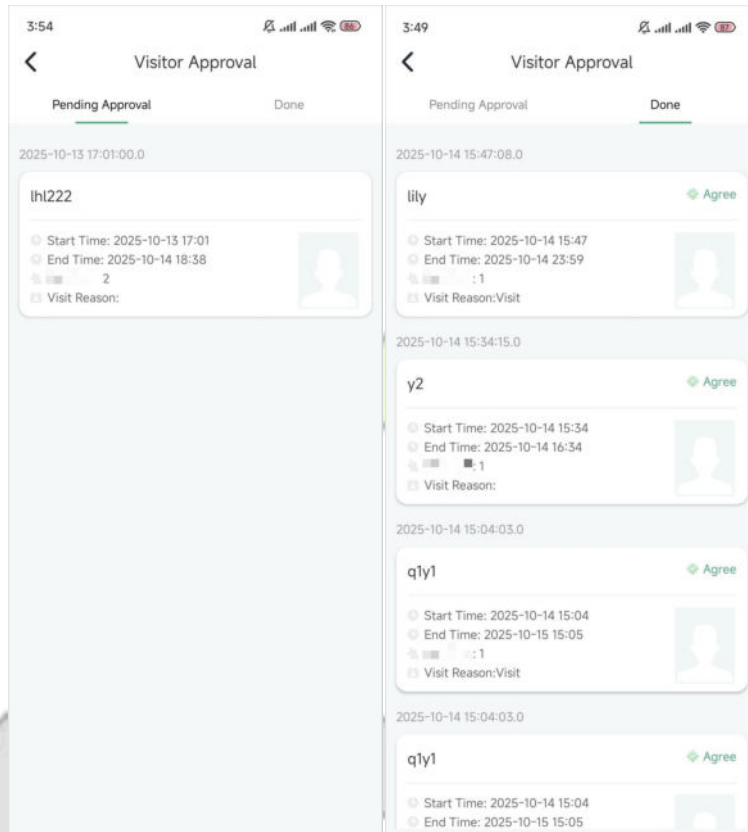 3:54
86
Visitor Approval
Pending Approval
Done
2025-10-13 17:01:00.0
lhl222
Start Time: 2025-10-13 17:01
End Time: 2025-10-14 18:38
2
Visit Reason:
3:49
87
Visitor Approval
Pending Approval
Done
2025-10-14 15:47:08.0
lily
Agree
Start Time: 2025-10-14 15:47
End Time: 2025-10-14 23:59
: 1
Visit Reason:Visit
2025-10-14 15:34:15.0
y2
Agree
Start Time: 2025-10-14 15:34
End Time: 2025-10-14 16:34
: 1
Visit Reason:
2025-10-14 15:04:03.0
q1y1
Agree
Start Time: 2025-10-14 15:04
End Time: 2025-10-15 15:05
: 1
Visit Reason:Visit
2025-10-14 15:04:03.0
q1y1
Agree
Start Time: 2025-10-14 15:04
End Time: 2025-10-15 15:05